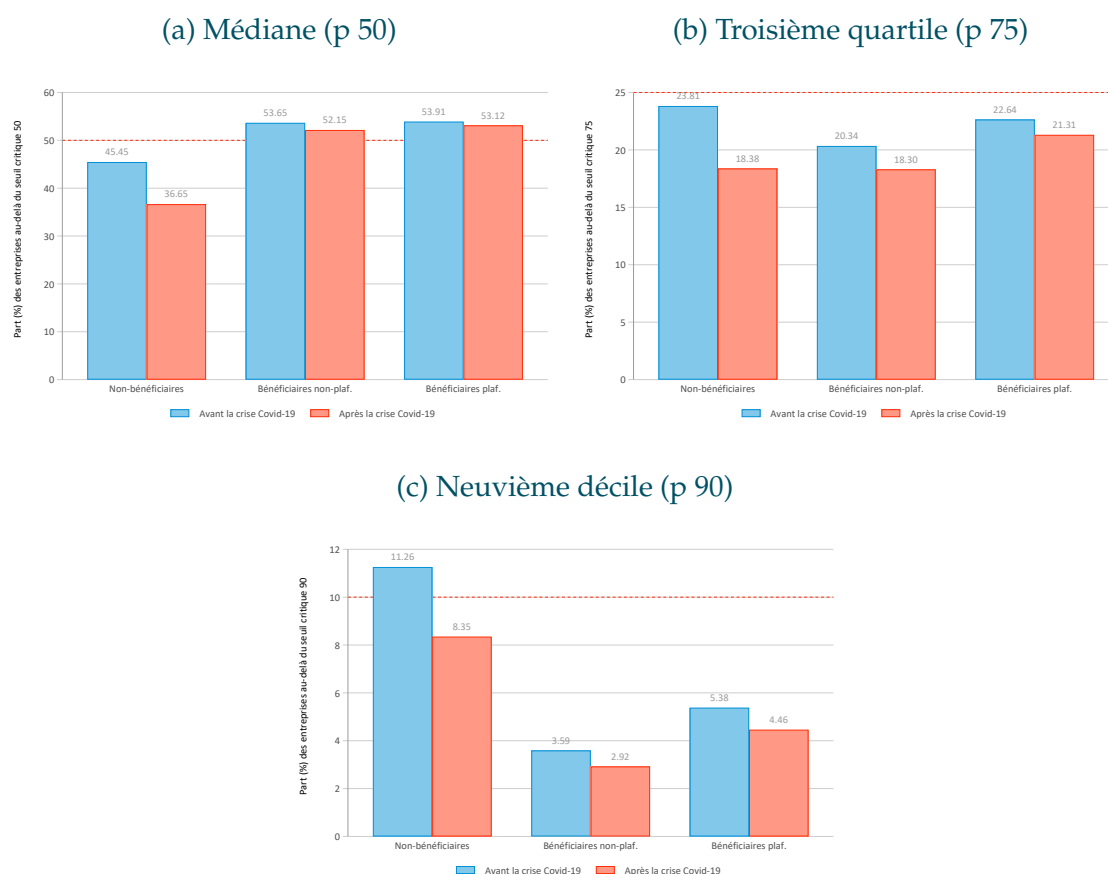 (a) Médiane (p 50)
Part (%) des entreprises au-delà du seuil critique 50
60
50
40
30
20
10
0
45.45
36.65
53.65
52.15
53.91
53.12
Non-bénéficiaires
Bénéficiaires non-plaf.
Bénéficiaires plaf.
Avant la crise Covid-19
Après la crise Covid-19
(b) Troisième quartile (p 75)
Part (%) des entreprises au-delà du seuil critique 75
25
20
15
10
5
0
23.81
18.38
20.34
18.30
22.64
21.31
Non-bénéficiaires
Bénéficiaires non-plaf.
Bénéficiaires plaf.
Avant la crise Covid-19
Après la crise Covid-19
(c) Neuvième décile (p 90)
Part (%) des entreprises au-delà du seuil critique 90
12
10
8
6
4
2
0
11.26
8.35
3.59
2.92
5.38
4.46
Non-bénéficiaires
Bénéficiaires non-plaf.
Bénéficiaires plaf.
Avant la crise Covid-19
Après la crise Covid-19